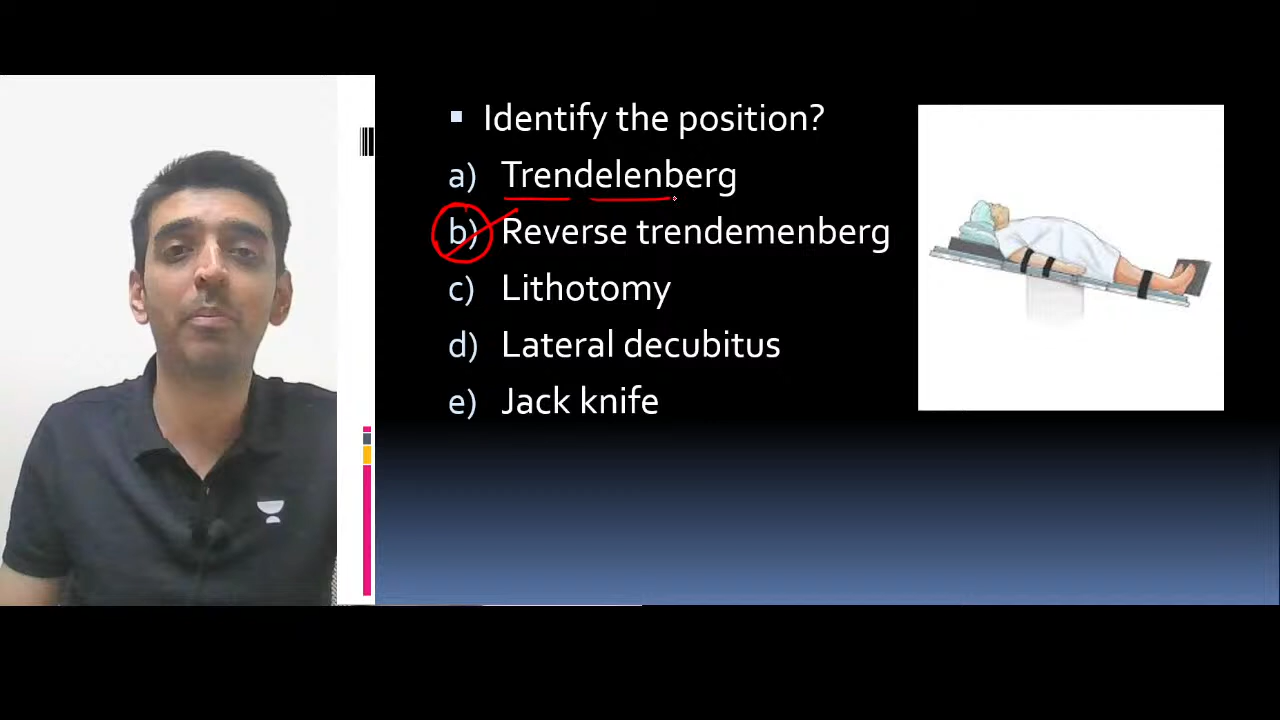 ▪ Identify the position?
a) Trendelenberg
b) Reverse trendemenberg
c) Lithotomy
d) Lateral decubitus
e) Jack knife